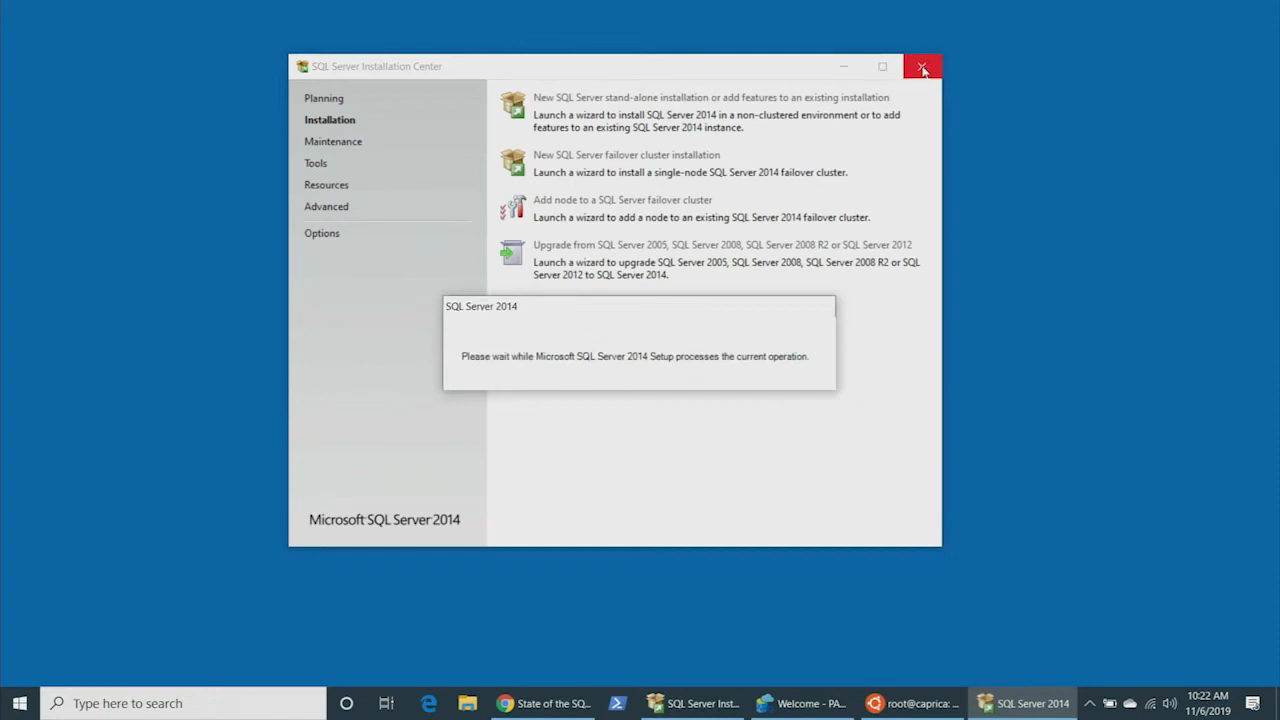 SQL Server Installation Center
Planning
Installation
Maintenance
Tools
Resources
Advanced
Options
New SQL Server stand-alone installation or add features to an existing installation
Launch a wizard to install SQL Server 2014 in a non-clustered environment or to add
features to an existing SQL Server 2014 instance.
New SQL Server failover cluster installation
Launch a wizard to install a single-node SQL Server 2014 failover cluster.
Add node to a SQL Server failover cluster
Launch a wizard to add a node to an existing SQL Server 2014 failover cluster.
Upgrade from SQL Server 2005, SQL Server 2008, SQL Server 2008 R2 or SQL Server 2012
Launch a wizard to upgrade SQL Server 2005, SQL Server 2008, SQL Server 2008 R2 or SQL
Server 2012 to SQL Server 2014.
SQL Server 2014
Please wait while Microsoft SQL Server 2014 Setup processes the current operation.
Microsoft SQL Server 2014
Type here to search
State of the SQ...
SQL Server Inst...
Welcome - PA...
root@caprica: ...
SQL Server 2014
10:22 AM
11/6/2019